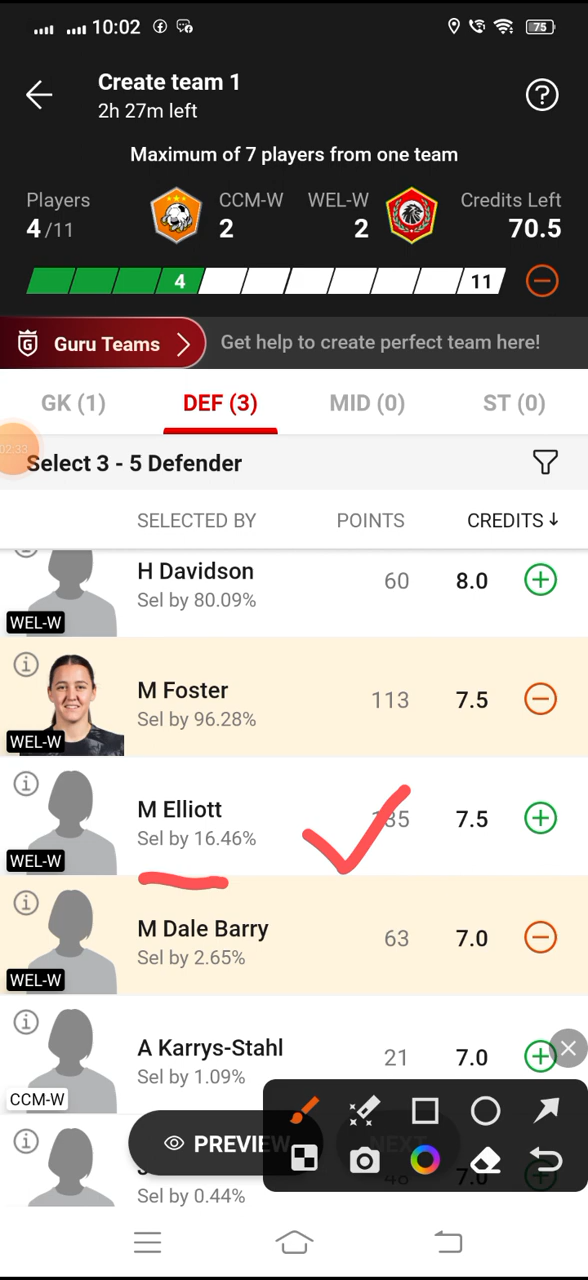 10:02
75
Create team 1
2h 27m left
Maximum of 7 players from one team
Players CCM-W WEL-W Credits Left
4/11 2 2 70.5
4 11
G Guru Teams Get help to create perfect team here!
GK (1) DEF (3) MID (0) ST (0)
02:33
Select 3 - 5 Defender
SELECTED BY POINTS CREDITS
H Davidson 60 8.0
Sel by 80.09%
WEL-W
M Foster 113 7.5
Sel by 96.28%
WEL-W
M Elliott 7.5
Sel by 16.46%
WEL-W
M Dale Barry 63 7.0
Sel by 2.65%
WEL-W
A Karrys-Stahl 21 7.0
Sel by 1.09%
CCM-W
PREVIEW NEXT
7.0
Sel by 0.44%